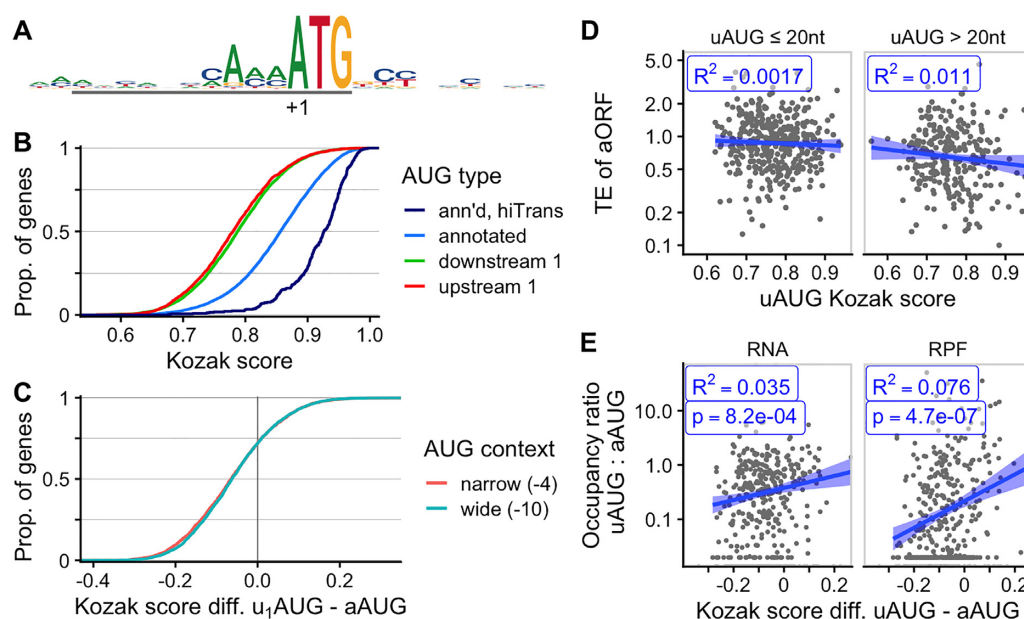 A
ATG
+1
B
Prop. of genes
1
0.5
0
0.6
0.7
0.8
0.9
1.0
Kozak score
AUG type
ann'd, hiTrans
annotated
downstream 1
upstream 1
C
Prop. of genes
1
0.5
0
-0.4
-0.2
0.0
0.2
Kozak score diff. u₁AUG - aAUG
AUG context
narrow (-4)
wide (-10)
D
uAUG ≤ 20nt
uAUG > 20nt
R² = 0.0017
R² = 0.011
TE of aORF
5.0
2.0
1.0
0.5
0.2
0.1
0.6 0.7 0.8 0.9
0.6 0.7 0.8 0.9
uAUG Kozak score
E
RNA
RPF
R² = 0.035
p = 8.2e-04
R² = 0.076
p = 4.7e-07
Occupancy ratio
uAUG : aAUG
10.0
1.0
0.1
-0.2 0 0.2
-0.2 0 0.2
Kozak score diff. uAUG - aAUG